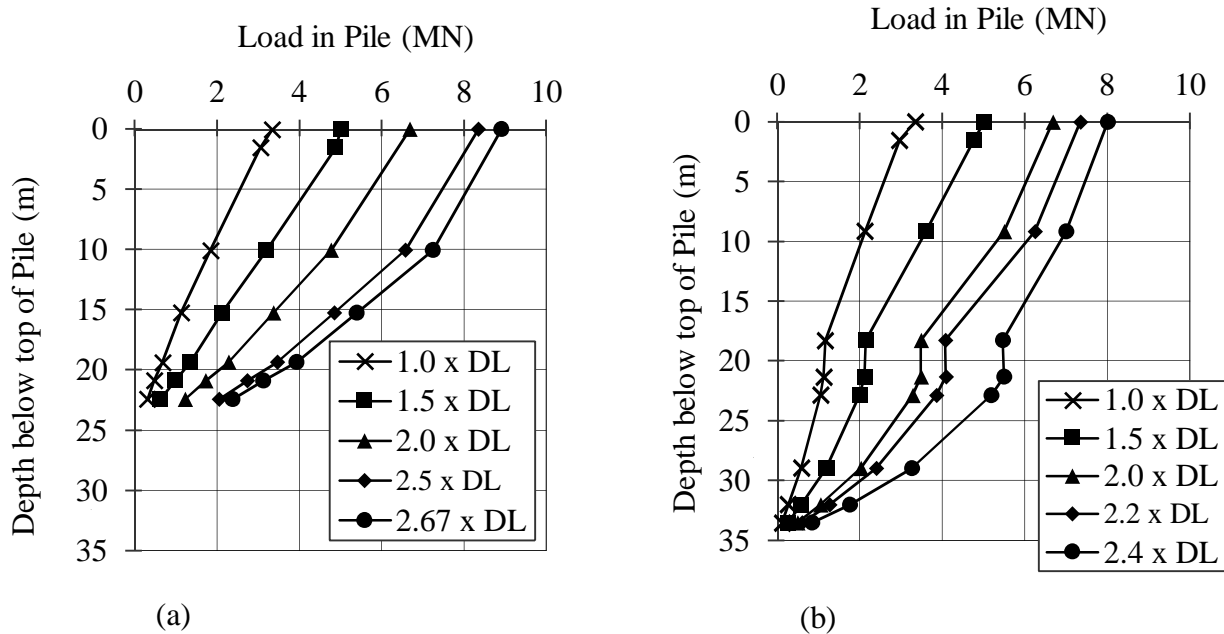 Load in Pile (MN)
0 2 4 6 8 10
0
5
10
15
20
25
30
35
Depth below top of Pile (m)
1.0 x DL
1.5 x DL
2.0 x DL
2.5 x DL
2.67 x DL
(a)
Load in Pile (MN)
0 2 4 6 8 10
0
5
10
15
20
25
30
35
Depth below top of Pile (m)
1.0 x DL
1.5 x DL
2.0 x DL
2.2 x DL
2.4 x DL
(b)